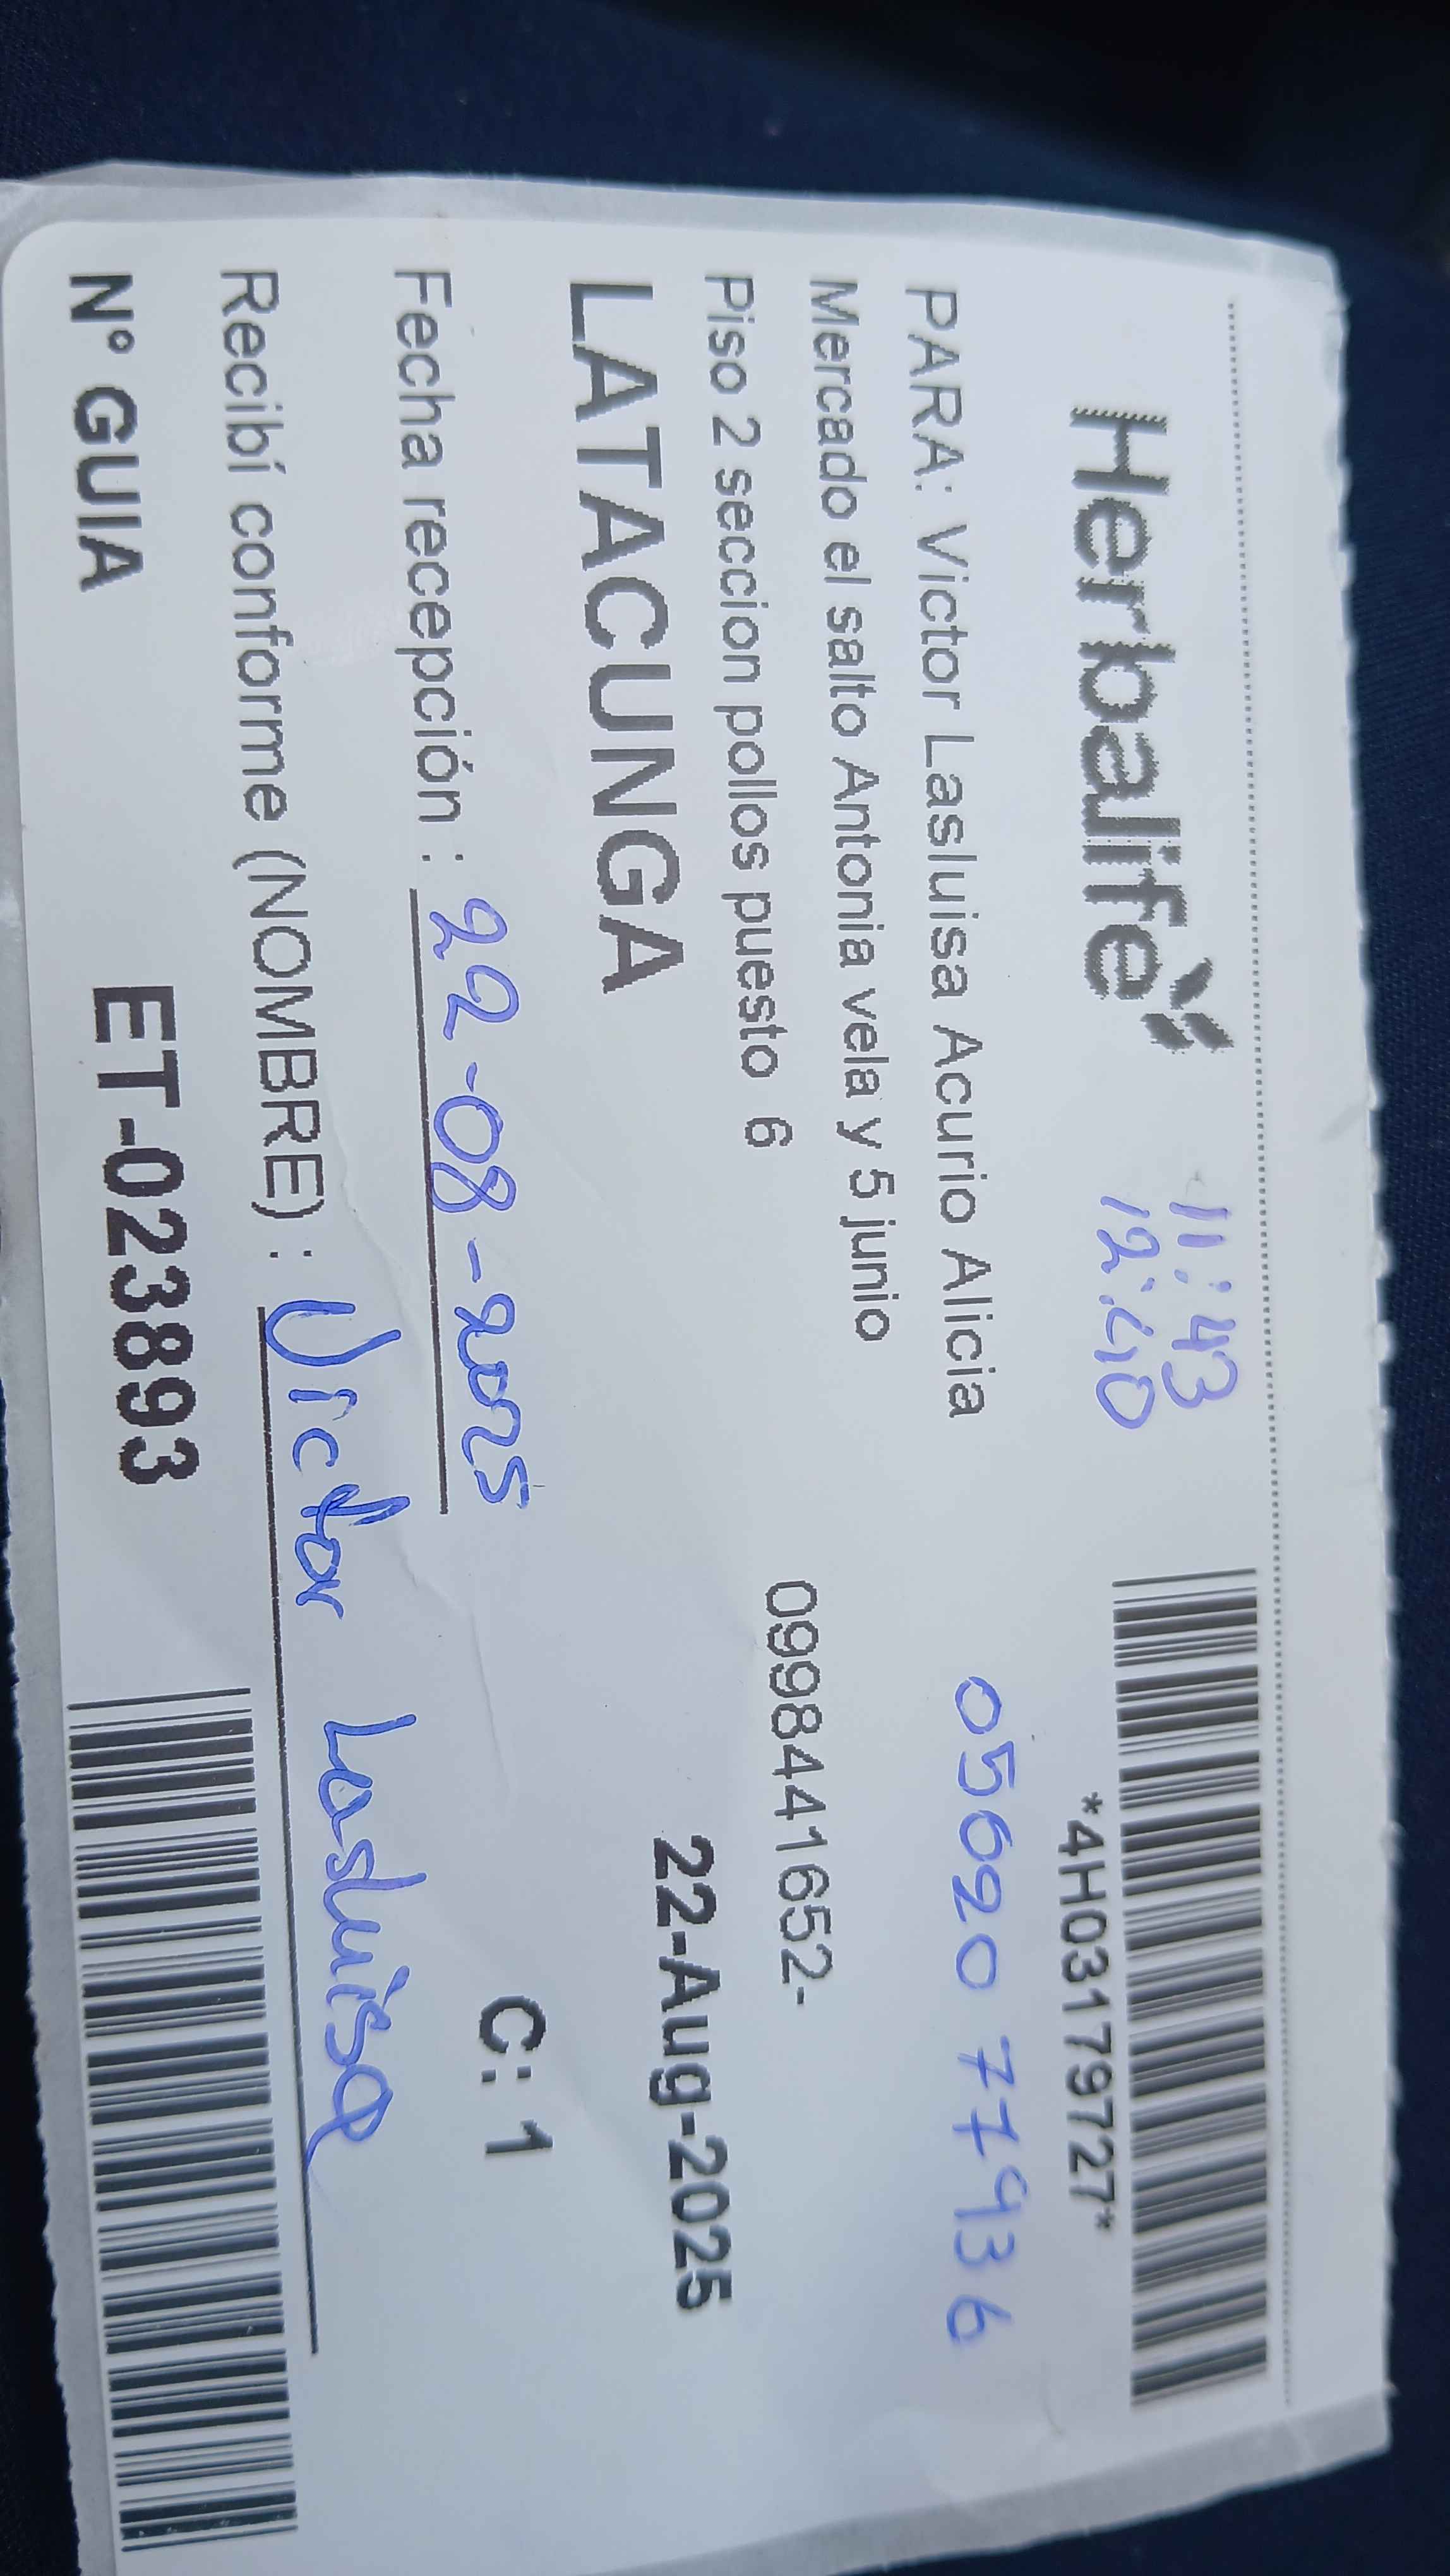 Herbalife
11:43
12:40
*4H03179727*
PARA: Victor Lasluisa Acurio Alicia
0502077936
Mercado el salto Antonia vela y 5 junio
Piso 2 seccion pollos puesto 6
0998441652-
LATACUNGA
22-Aug-2025
Fecha recepción : 22-08-2025
C: 1
Recibí conforme (NOMBRE) : Victor Lasluisa
N° GUIA ET-023893